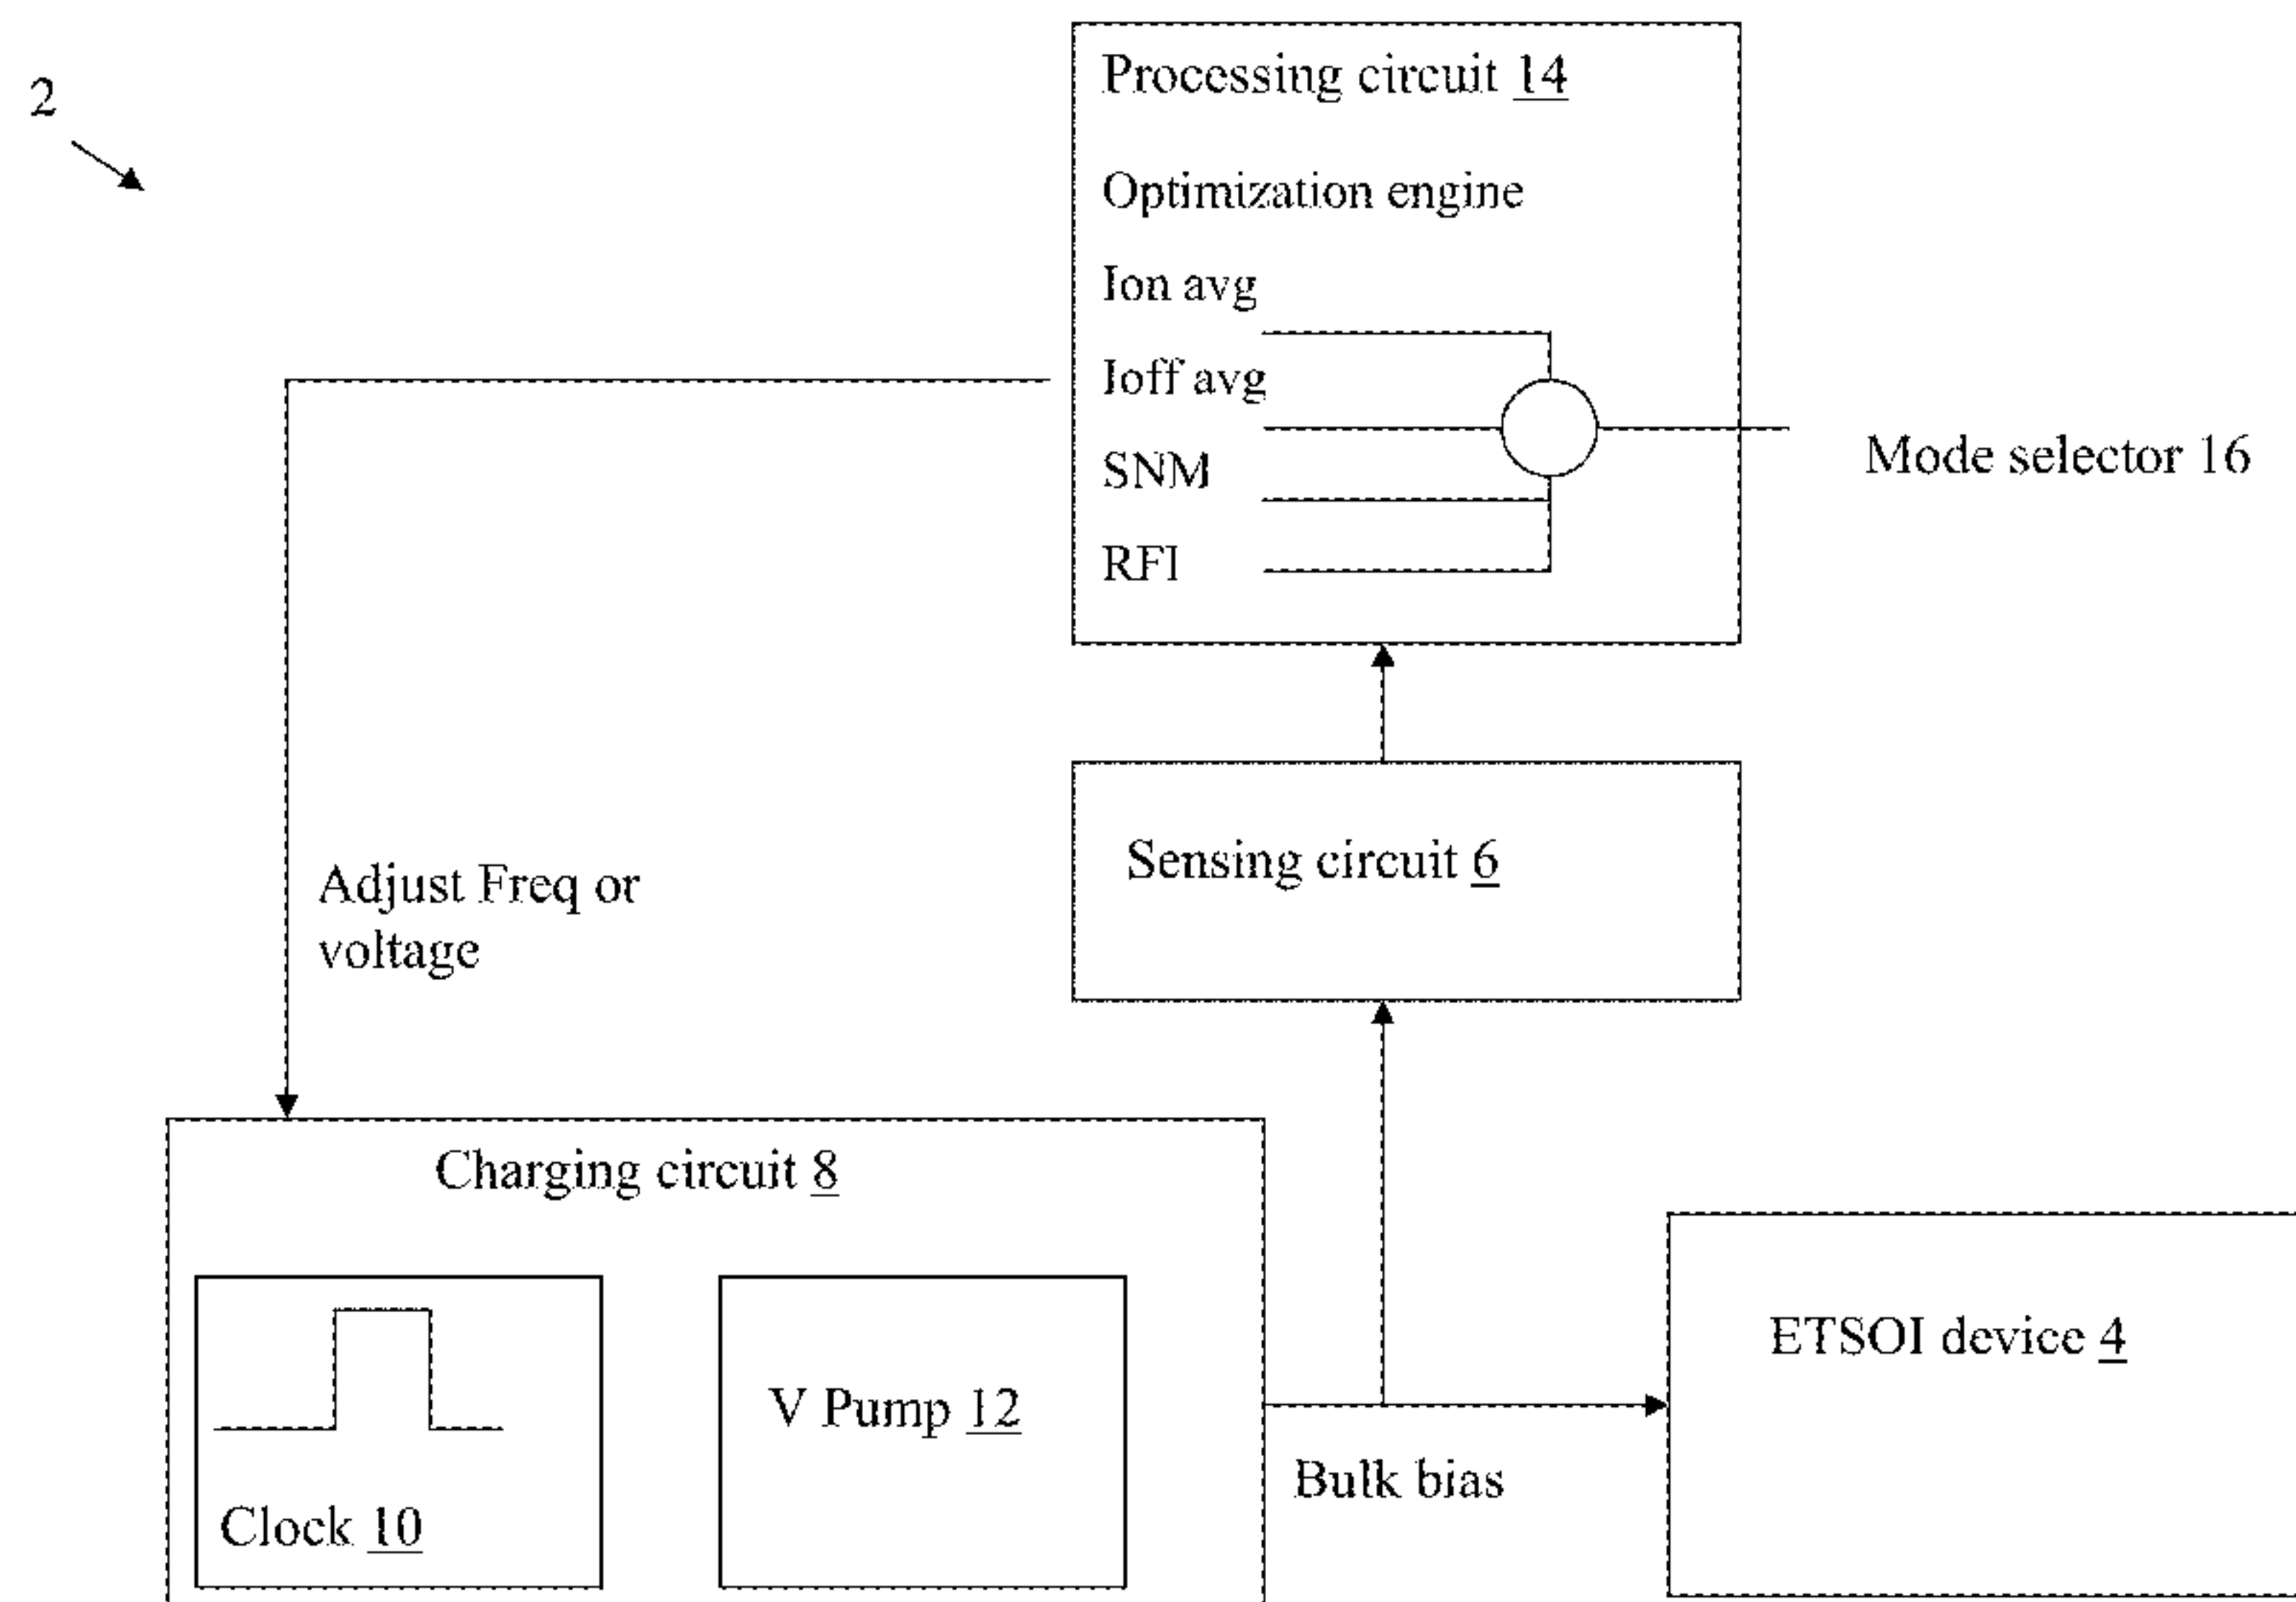 2
Processing circuit 14
Optimization engine
Ion avg
Ioff avg
SNM
RFI
Mode selector 16
Sensing circuit 6
Adjust Freq or
voltage
Charging circuit 8
Clock 10
V Pump 12
Bulk bias
ETSOI device 4